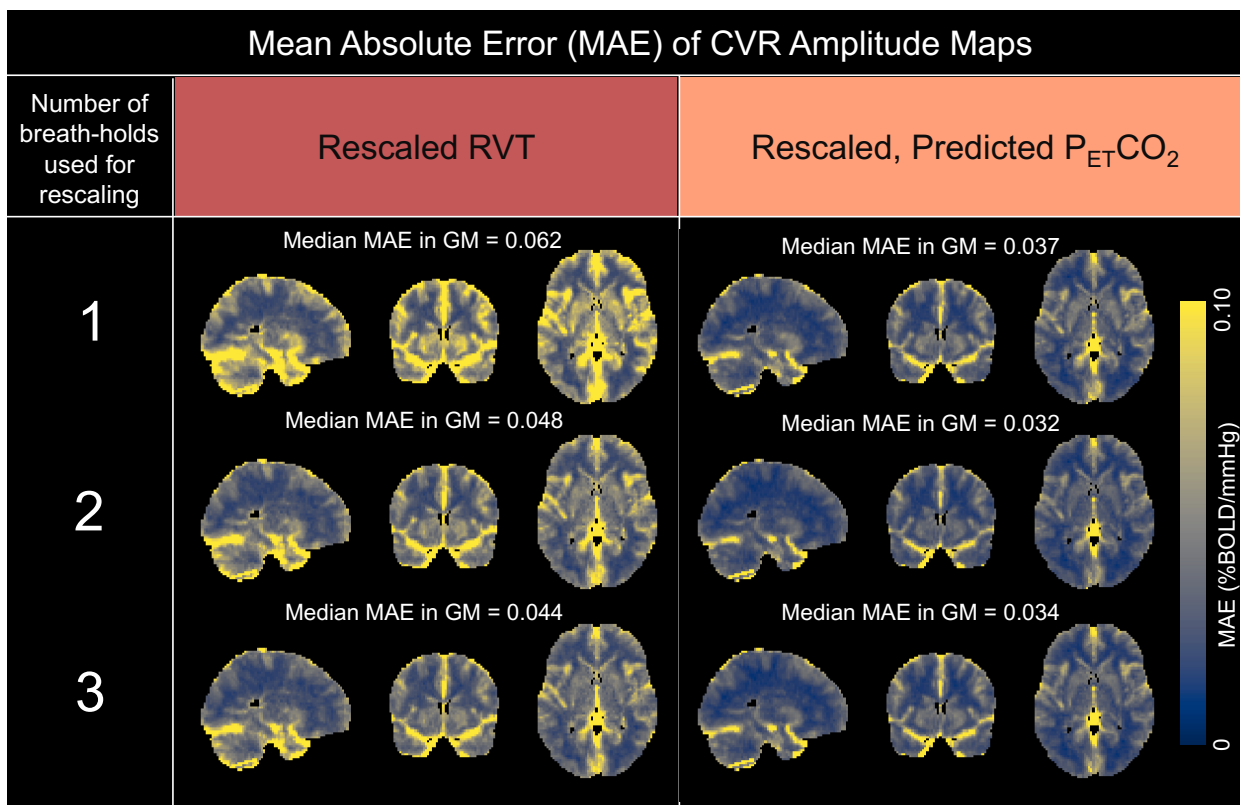 Mean Absolute Error (MAE) of CVR Amplitude Maps
Number of
breath-holds
used for
rescaling
Rescaled RVT
Rescaled, Predicted PETCO2
1
Median MAE in GM = 0.062
Median MAE in GM = 0.037
2
Median MAE in GM = 0.048
Median MAE in GM = 0.032
3
Median MAE in GM = 0.044
Median MAE in GM = 0.034
0.10
MAE (%BOLD/mmHg)
0